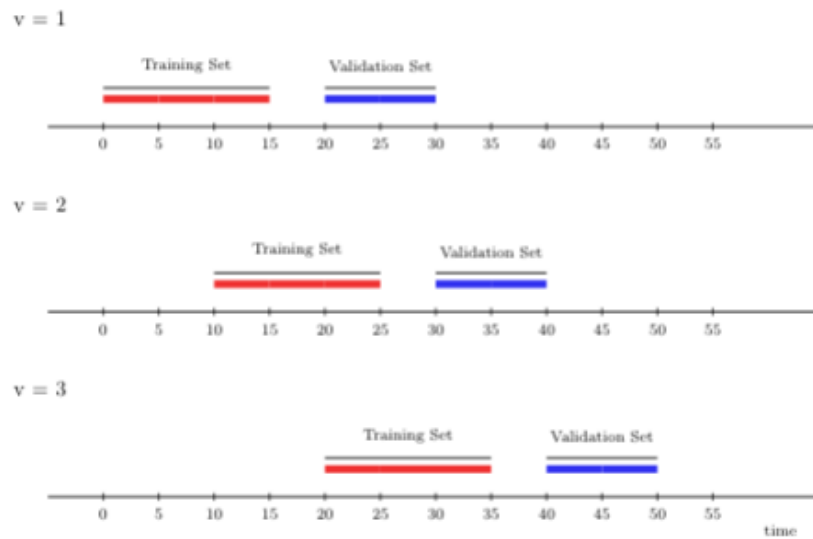 v = 1
Training Set Validation Set
0 5 10 15 20 25 30 35 40 45 50 55
v = 2
Training Set Validation Set
0 5 10 15 20 25 30 35 40 45 50 55
v = 3
Training Set Validation Set
0 5 10 15 20 25 30 35 40 45 50 55
time